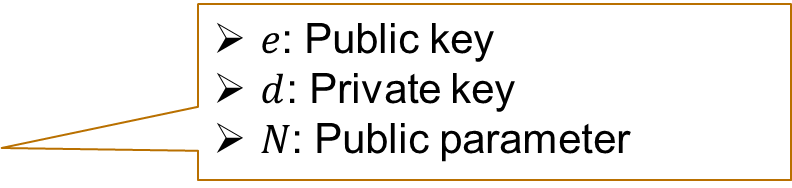 ➢ e: Public key
➢ d: Private key
➢ N: Public parameter